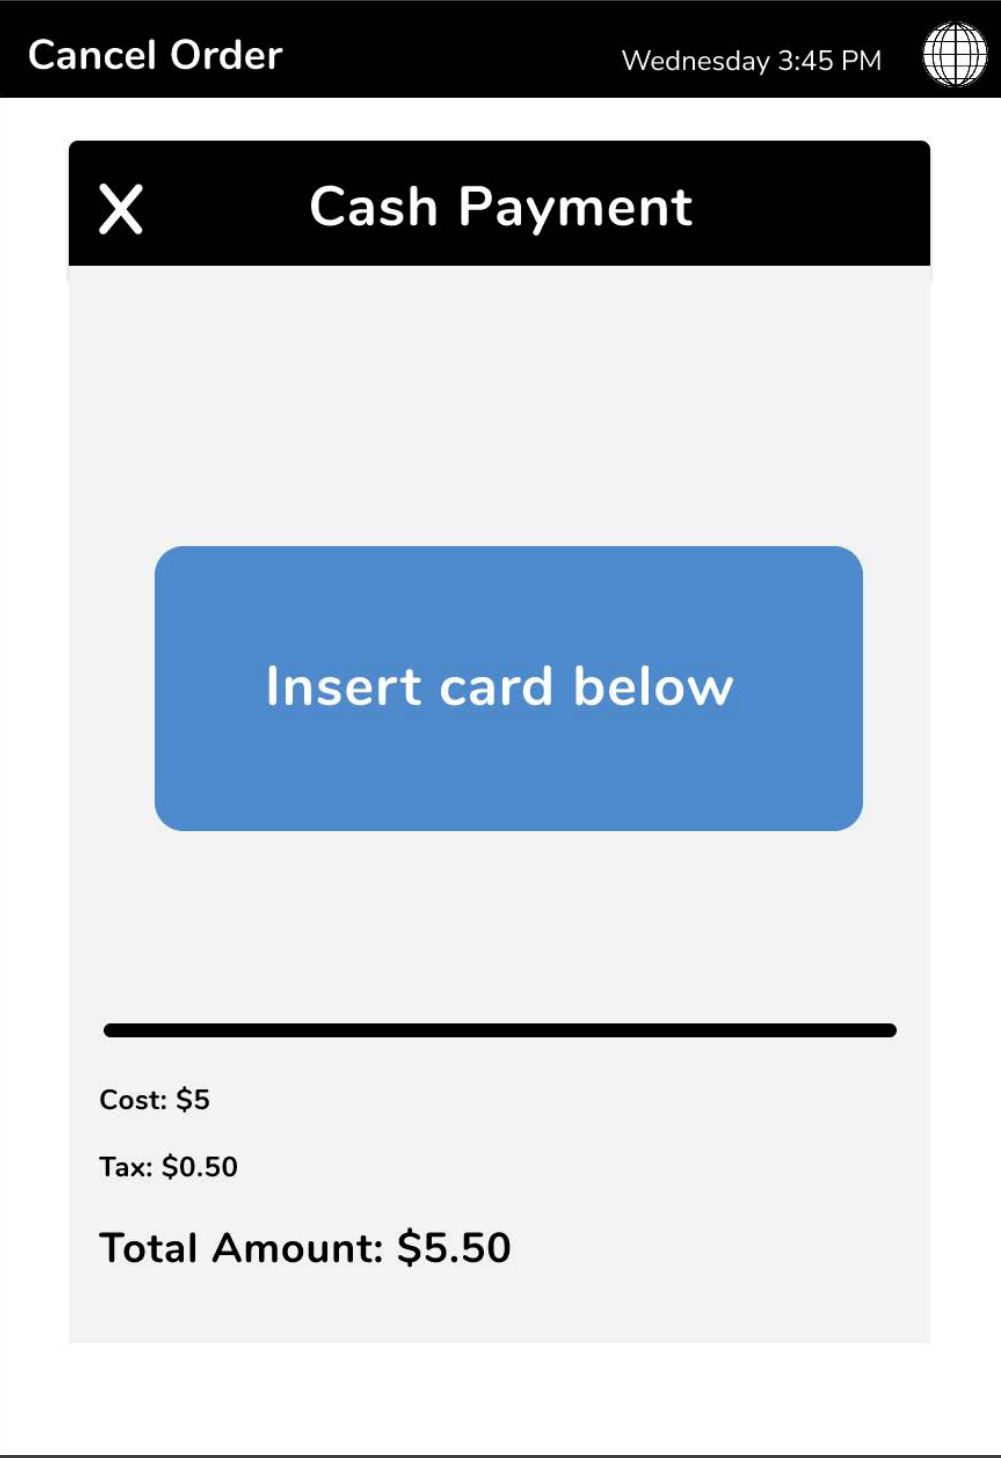 Cancel Order
Wednesday 3:45 PM
X
Cash Payment
Insert card below
Cost: $5
Tax: $0.50
Total Amount: $5.50